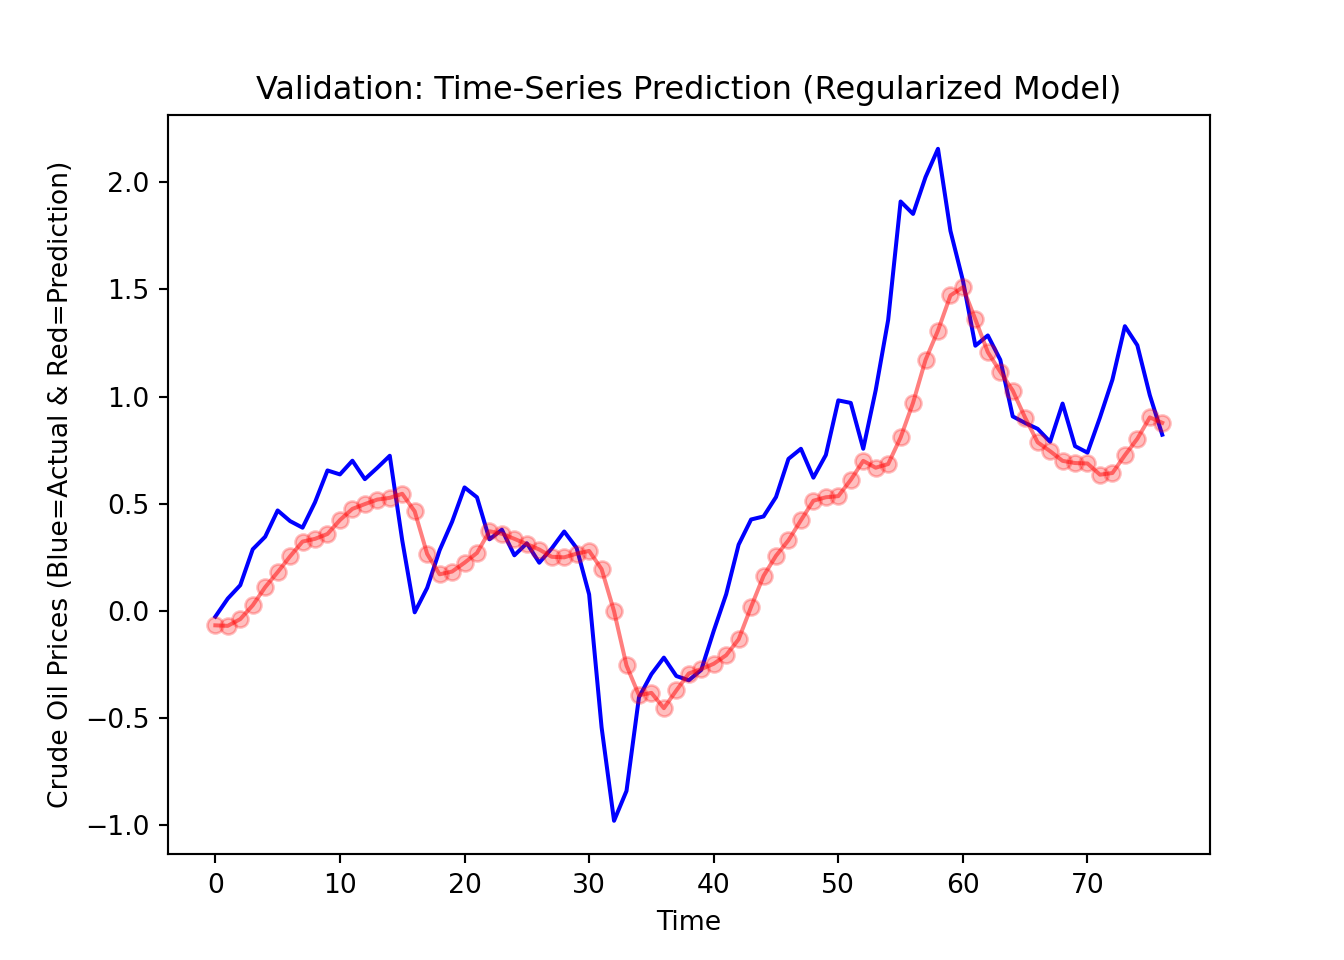 Validation: Time-Series Prediction (Regularized Model)
Crude Oil Prices (Blue=Actual & Red=Prediction)
2.0
1.5
1.0
0.5
0.0
−0.5
−1.0
0 10 20 30 40 50 60 70
Time